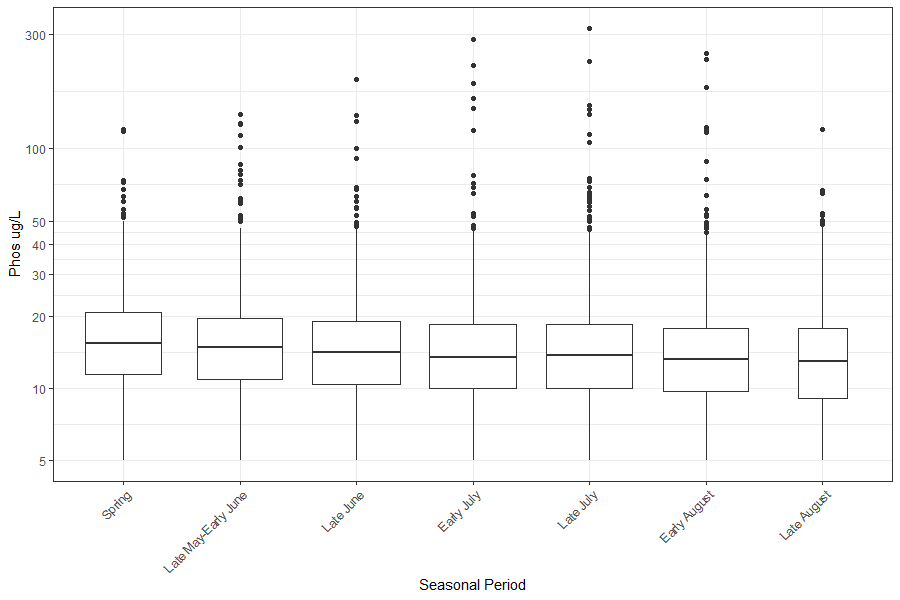 300
100
50
40
30
20
10
5
Phos ug/L
Spring
Late May-Early June
Late June
Early July
Late July
Early August
Late August
Seasonal Period